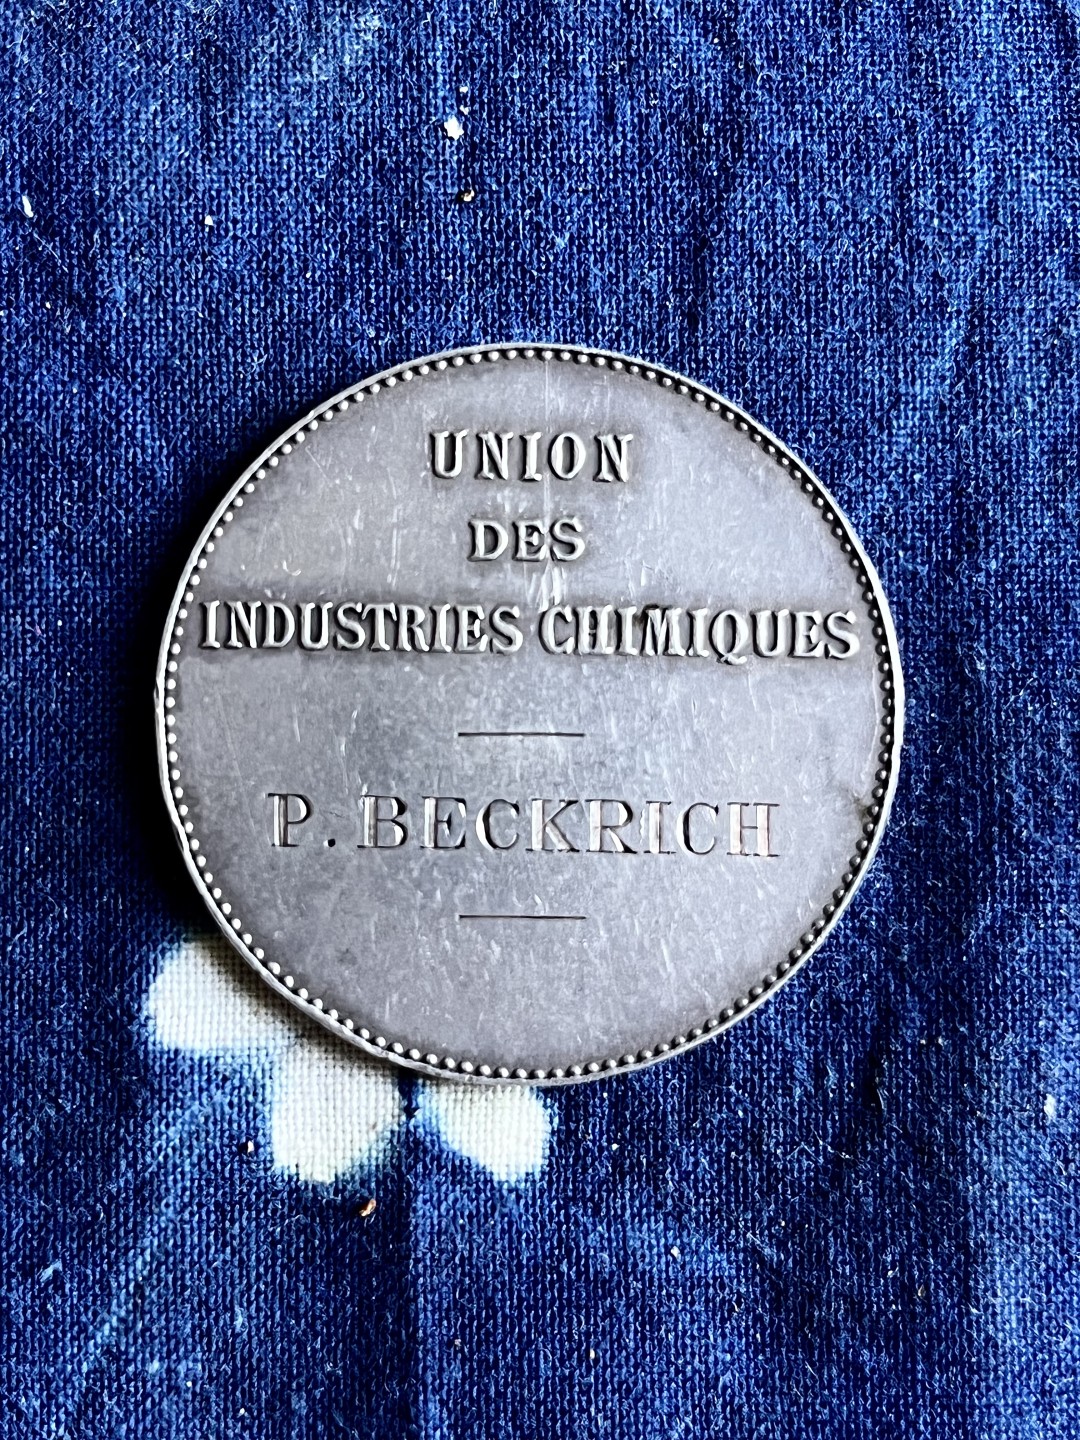 UNION
DES
INDUSTRIES CHIMIQUES
P. BECKRICH